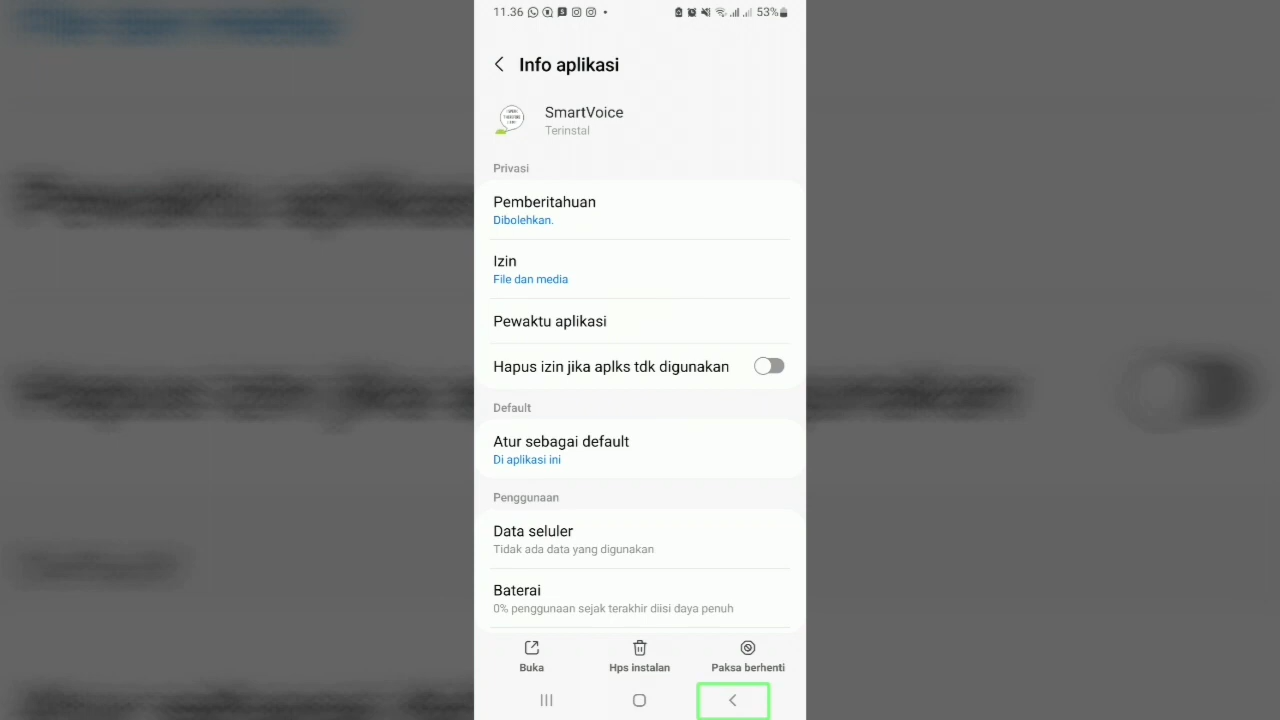 11.36
53%
Info aplikasi
SmartVoice
Terinstal
Privasi
Pemberitahuan
Dibolehkan.
Izin
File dan media
Pewaktu aplikasi
Hapus izin jika aplks tdk digunakan
Default
Atur sebagai default
Di aplikasi ini
Penggunaan
Data seluler
Tidak ada data yang digunakan
Baterai
0% penggunaan sejak terakhir diisi daya penuh
Buka
Hps instalan
Paksa berhenti